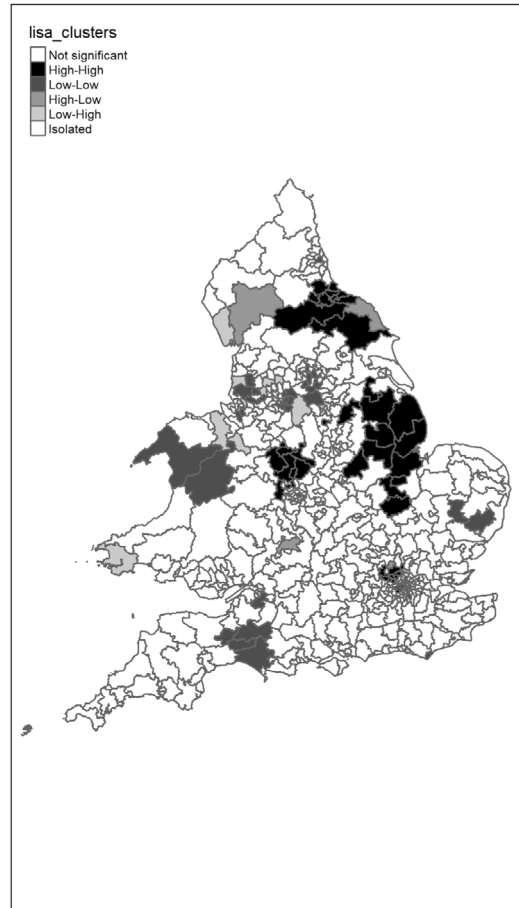 lisa_clusters
Not significant
High-High
Low-Low
High-Low
Low-High
Isolated